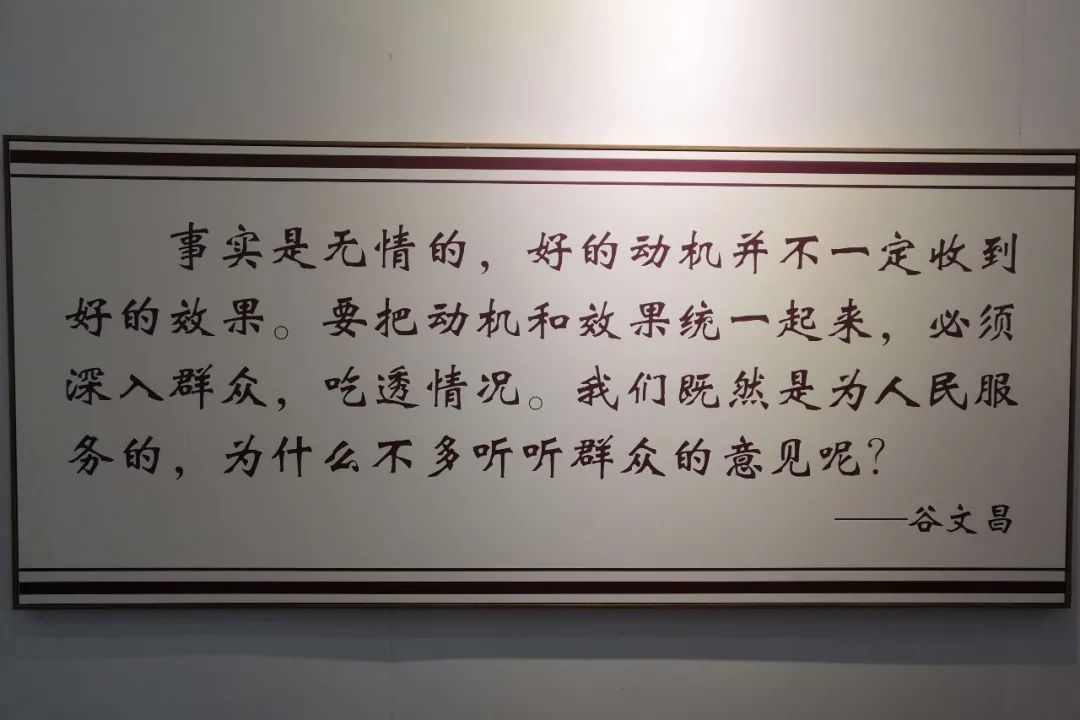 事实是无情的，好的动机并不一定收到
好的效果。要把动机和效果统一起来，必须
深入群众，吃透情况。我们既然是为人民服
务的，为什么不多听听群众的意见呢？
——谷文昌